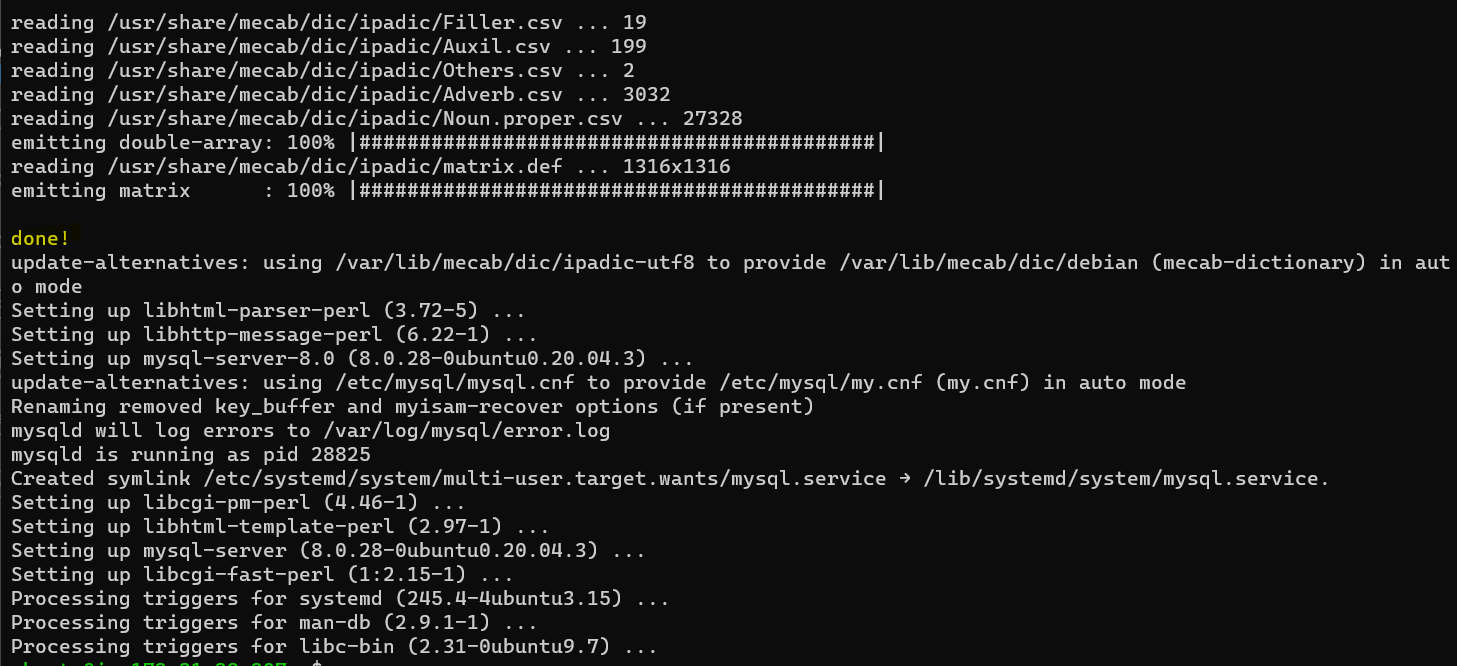 reading /usr/share/mecab/dic/ipadic/Filler.csv ... 19
reading /usr/share/mecab/dic/ipadic/Auxil.csv ... 199
reading /usr/share/mecab/dic/ipadic/Others.csv ... 2
reading /usr/share/mecab/dic/ipadic/Adverb.csv ... 3032
reading /usr/share/mecab/dic/ipadic/Noun.proper.csv ... 27328
emitting double-array: 100% |###########################################|
reading /usr/share/mecab/dic/ipadic/matrix.def ... 1316x1316
emitting matrix      : 100% |###########################################|
done!
update-alternatives: using /var/lib/mecab/dic/ipadic-utf8 to provide /var/lib/mecab/dic/debian (mecab-dictionary) in aut
o mode
Setting up libhtml-parser-perl (3.72-5) ...
Setting up libhttp-message-perl (6.22-1) ...
Setting up mysql-server-8.0 (8.0.28-0ubuntu0.20.04.3) ...
update-alternatives: using /etc/mysql/mysql.cnf to provide /etc/mysql/my.cnf (my.cnf) in auto mode
Renaming removed key_buffer and myisam-recover options (if present)
mysqld will log errors to /var/log/mysql/error.log
mysqld is running as pid 28825
Created symlink /etc/systemd/system/multi-user.target.wants/mysql.service → /lib/systemd/system/mysql.service.
Setting up libcgi-pm-perl (4.46-1) ...
Setting up libhtml-template-perl (2.97-1) ...
Setting up mysql-server (8.0.28-0ubuntu0.20.04.3) ...
Setting up libcgi-fast-perl (1:2.15-1) ...
Processing triggers for systemd (245.4-4ubuntu3.15) ...
Processing triggers for man-db (2.9.1-1) ...
Processing triggers for libc-bin (2.31-0ubuntu9.7) ...